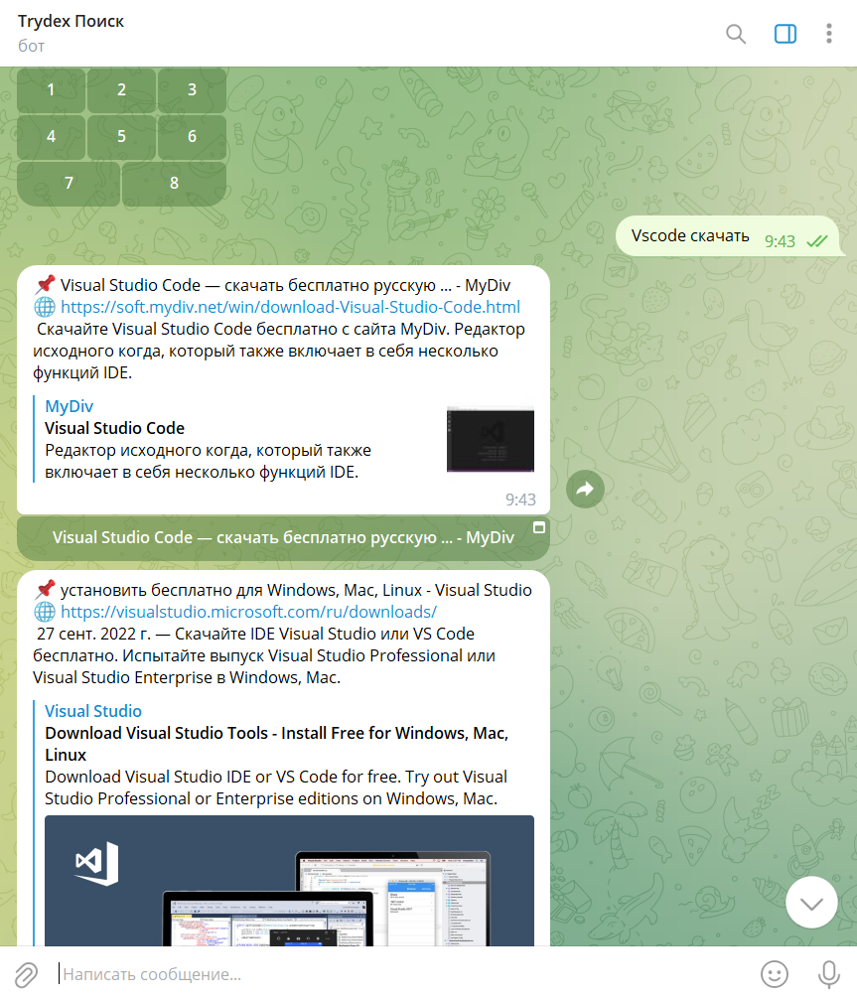 Trydex Поиск
бот
1 2 3
4 5 6
7 8
Vscode скачать 9:43
📌 Visual Studio Code — скачать бесплатно русскую ... - MyDiv
🌐 https://soft.mydiv.net/win/download-Visual-Studio-Code.html
Скачайте Visual Studio Code бесплатно с сайта MyDiv. Редактор
исходного когда, который также включает в себя несколько
функций IDE.
MyDiv
Visual Studio Code
Редактор исходного когда, который также
включает в себя несколько функций IDE.
9:43
Visual Studio Code — скачать бесплатно русскую ... - MyDiv
📌 установить бесплатно для Windows, Mac, Linux - Visual Studio
🌐 https://visualstudio.microsoft.com/ru/downloads/
27 сент. 2022 г. — Скачайте IDE Visual Studio или VS Code
бесплатно. Испытайте выпуск Visual Studio Professional или
Visual Studio Enterprise в Windows, Mac.
Visual Studio
Download Visual Studio Tools - Install Free for Windows, Mac,
Linux
Download Visual Studio IDE or VS Code for free. Try out Visual
Studio Professional or Enterprise editions on Windows, Mac.
Написать сообщение...